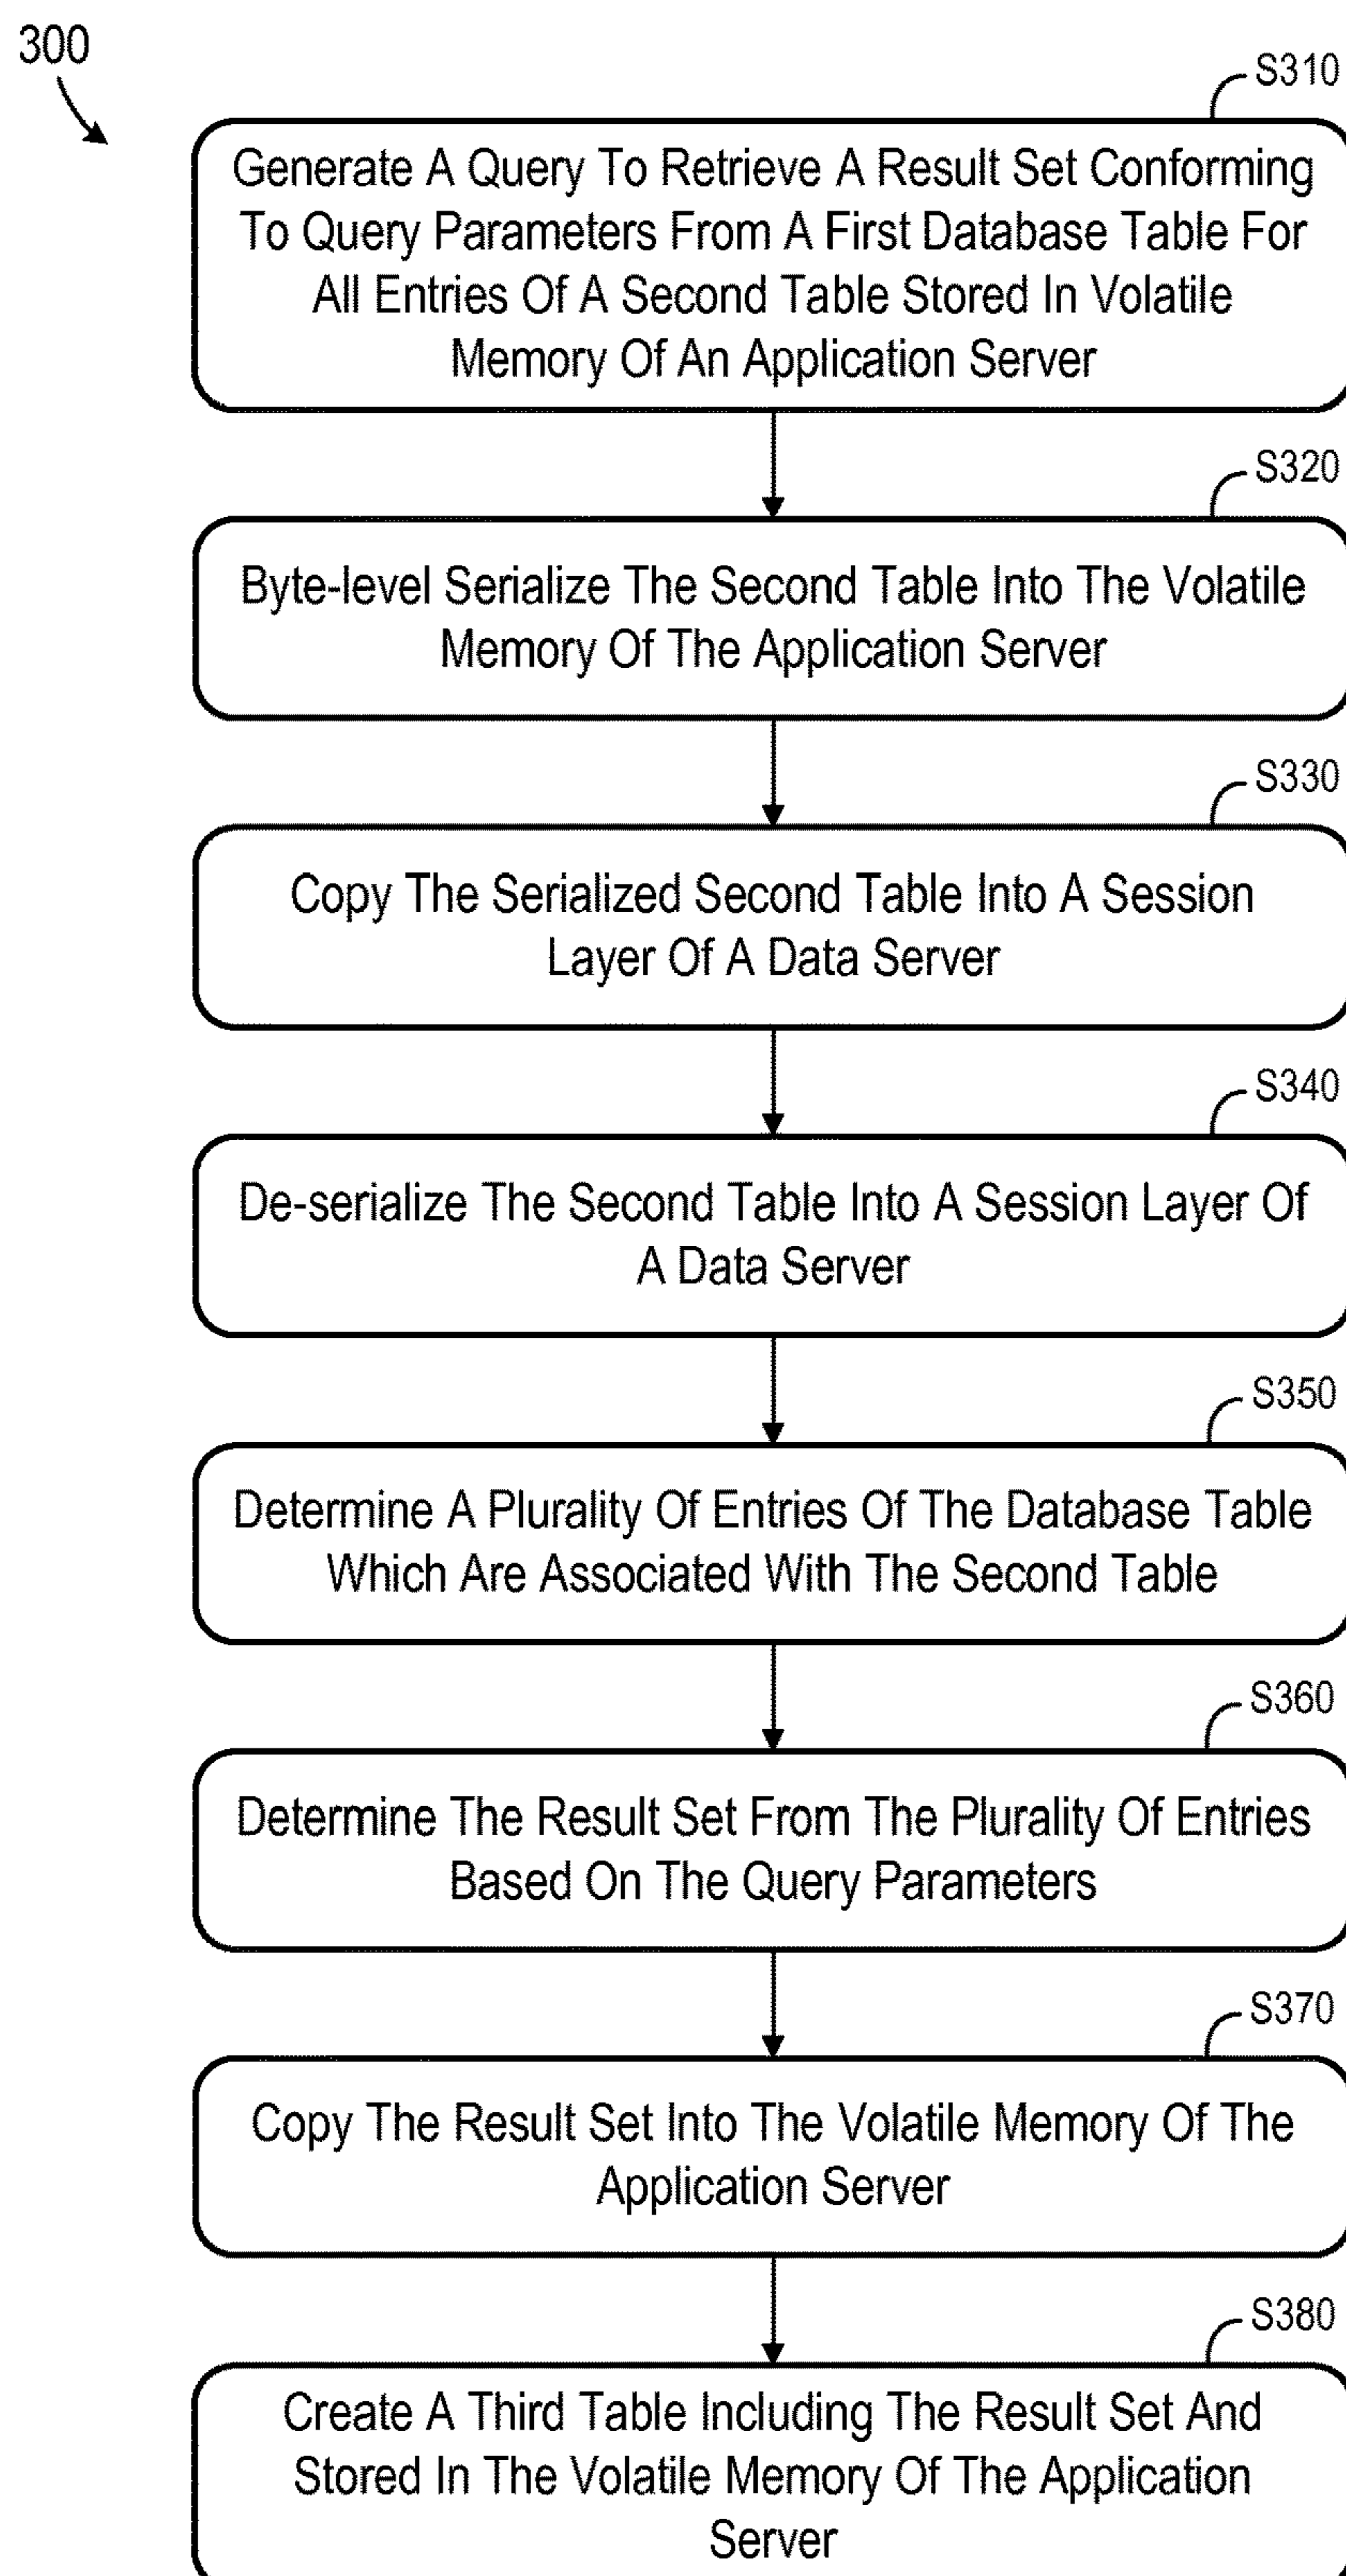 300
S310
Generate A Query To Retrieve A Result Set Conforming
To Query Parameters From A First Database Table For
All Entries Of A Second Table Stored In Volatile
Memory Of An Application Server
S320
Byte-level Serialize The Second Table Into The Volatile
Memory Of The Application Server
S330
Copy The Serialized Second Table Into A Session
Layer Of A Data Server
S340
De-serialize The Second Table Into A Session Layer Of
A Data Server
S350
Determine A Plurality Of Entries Of The Database Table
Which Are Associated With The Second Table
S360
Determine The Result Set From The Plurality Of Entries
Based On The Query Parameters
S370
Copy The Result Set Into The Volatile Memory Of The
Application Server
S380
Create A Third Table Including The Result Set And
Stored In The Volatile Memory Of The Application
Server